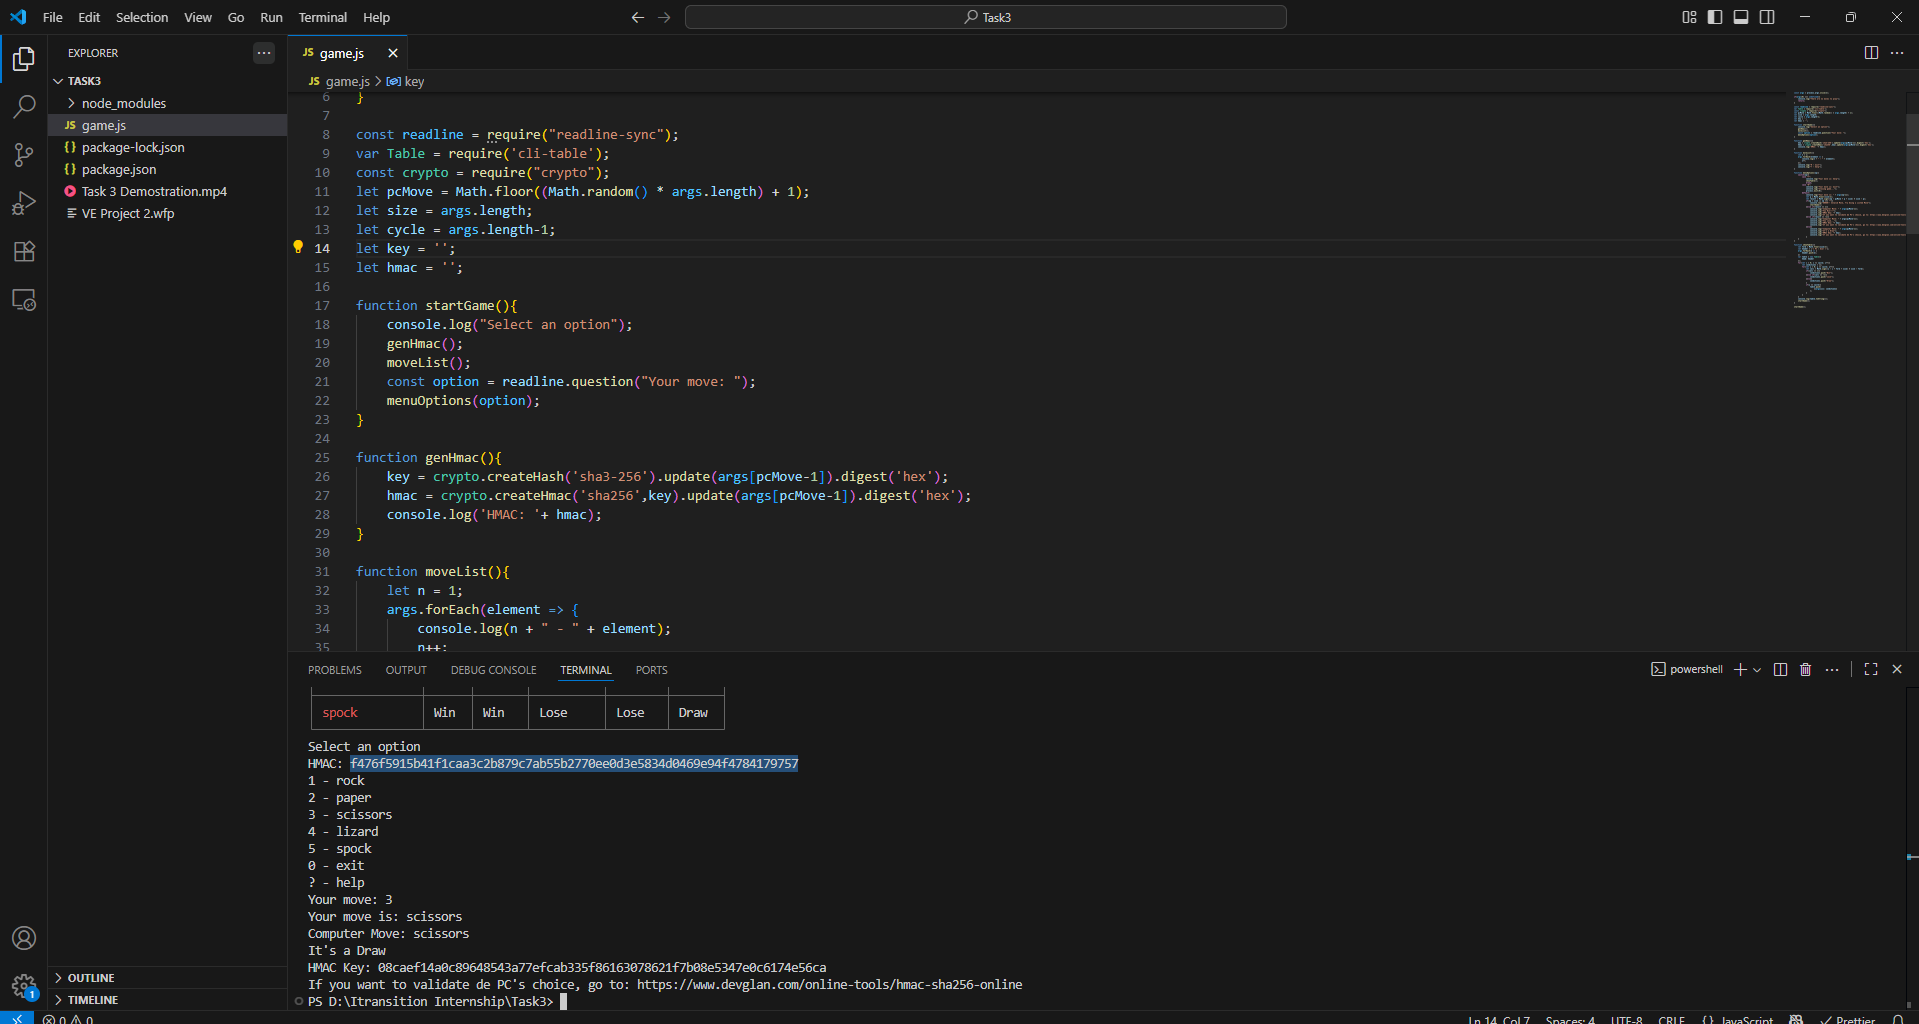 File Edit Selection View Go Run Terminal Help
Task3
EXPLORER
TASK3
node_modules
JS game.js
{} package-lock.json
{} package.json
Task 3 Demostration.mp4
VE Project 2.wfp
OUTLINE
TIMELINE
1
JS game.js
JS game.js > key
6 }
7
8 const readline = require("readline-sync");
9 var Table = require('cli-table');
10 const crypto = require("crypto");
11 let pcMove = Math.floor((Math.random() * args.length) + 1);
12 let size = args.length;
13 let cycle = args.length-1;
14 let key = '';
15 let hmac = '';
16
17 function startGame(){
18 console.log("Select an option");
19 genHmac();
20 moveList();
21 const option = readline.question("Your move: ");
22 menuOptions(option);
23 }
24
25 function genHmac(){
26 key = crypto.createHash('sha3-256').update(args[pcMove-1]).digest('hex');
27 hmac = crypto.createHmac('sha256',key).update(args[pcMove-1]).digest('hex');
28 console.log('HMAC: '+ hmac);
29 }
30
31 function moveList(){
32 let n = 1;
33 args.forEach(element => {
34 console.log(n + " - " + element);
35 n++;
PROBLEMS OUTPUT DEBUG CONSOLE TERMINAL PORTS
powershell
spock Win Win Lose Lose Draw
Select an option
HMAC: f476f5915b41f1caa3c2b879c7ab55b2770ee0d3e5834d0469e94f4784179757
1 - rock
2 - paper
3 - scissors
4 - lizard
5 - spock
0 - exit
? - help
Your move: 3
Your move is: scissors
Computer Move: scissors
It's a Draw
HMAC Key: 08caef14a0c89648543a77efcab335f86163078621f7b08e5347e0c6174e56ca
If you want to validate de PC's choice, go to: https://www.devglan.com/online-tools/hmac-sha256-online
PS D:\Itransition Internship\Task3>
0 0 Ln 14, Col 7 Spaces: 4 UTF-8 CRLF {} JavaScript Prettier